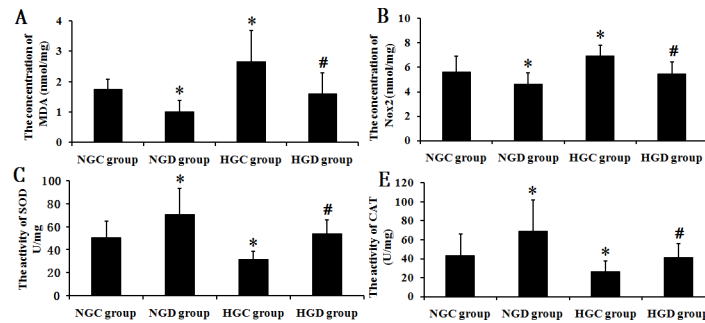 A
The concentration of
MDA (nmol/mg)
4
3
2
1
0
*
*
#
NGC group
NGD group
HGC group
HGD group
B
The concentration of
Nox2 (nmol/mg)
10
8
6
4
2
0
*
*
#
NGC group
NGD group
HGC group
HGD group
C
The activity of SOD
U/mg
100
80
60
40
20
0
*
*
#
NGC group
NGD group
HGC group
HGD group
E
The activity of CAT
(U/mg)
120
100
80
60
40
20
0
*
*
#
NGC group
NGD group
HGC group
HGD group